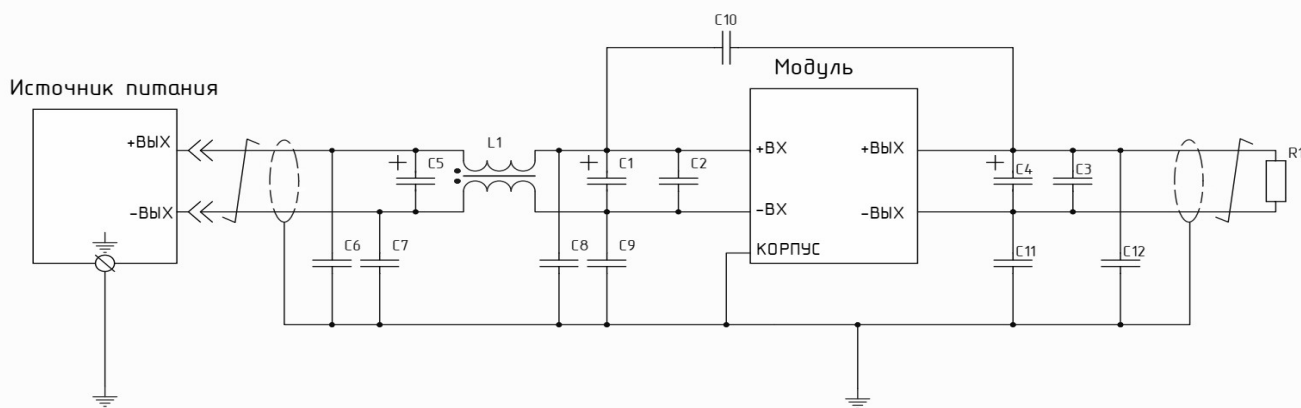 C10
Модуль
Источник питания
+ВЫХ
-ВЫХ
L1
+ C5
+ C1
C2
+ВХ
-ВХ
КОРПУС
+ВЫХ
-ВЫХ
+ C4
C3
R1
C6
C7
C8
C9
C11
C12